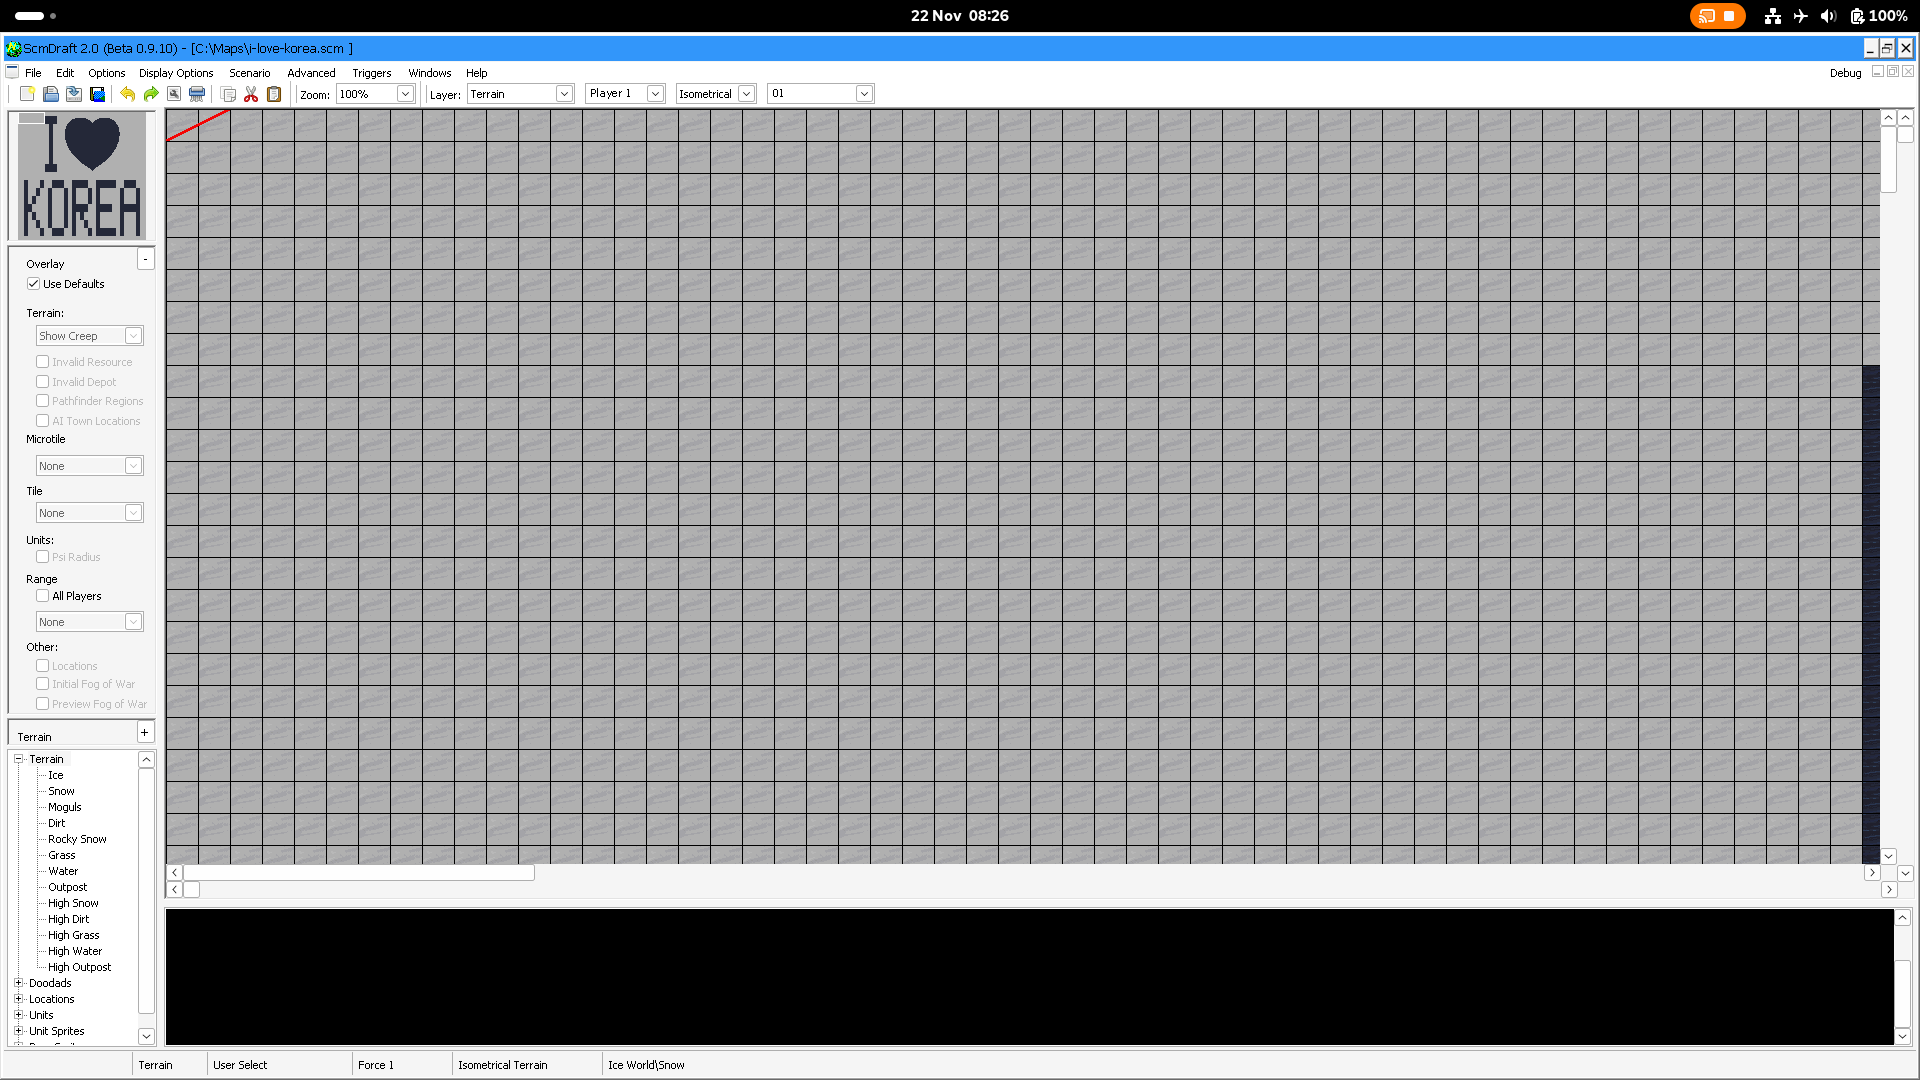 22 Nov 08:26
100%
ScmDraft 2.0 (Beta 0.9.10) - [C:\Maps\i-love-korea.scm ]
File Edit Options Display Options Scenario Advanced Triggers Windows Help Debug
Zoom: 100% Layer: Terrain Player 1 Isometrical 01
I
KOREA
Overlay
-
Use Defaults
Terrain:
Show Creep
Invalid Resource
Invalid Depot
Pathfinder Regions
AI Town Locations
Microtile
None
Tile
None
Units:
Psi Radius
Range
All Players
None
Other:
Locations
Initial Fog of War
Preview Fog of War
Terrain +
Terrain
Ice
Snow
Moguls
Dirt
Rocky Snow
Grass
Water
Outpost
High Snow
High Dirt
High Grass
High Water
High Outpost
Doodads
Locations
Units
Unit Sprites
Terrain User Select Force 1 Isometrical Terrain Ice World\Snow